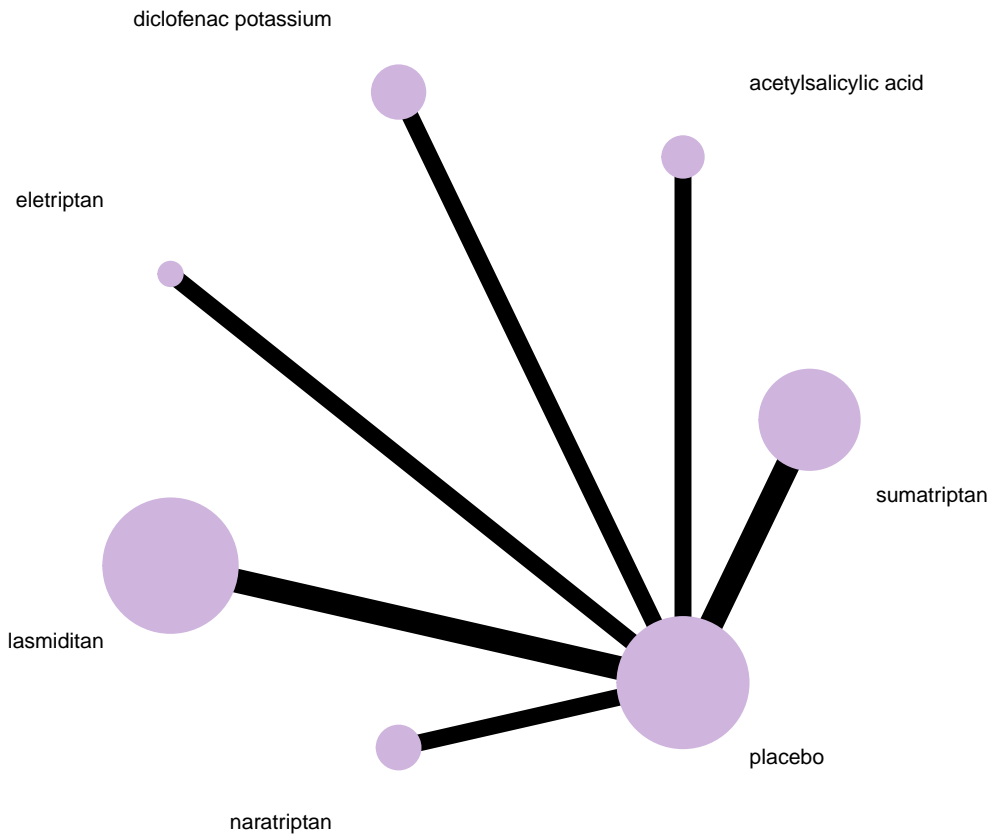 diclofenac potassium
acetylsalicylic acid
eletriptan
sumatriptan
lasmiditan
placebo
naratriptan